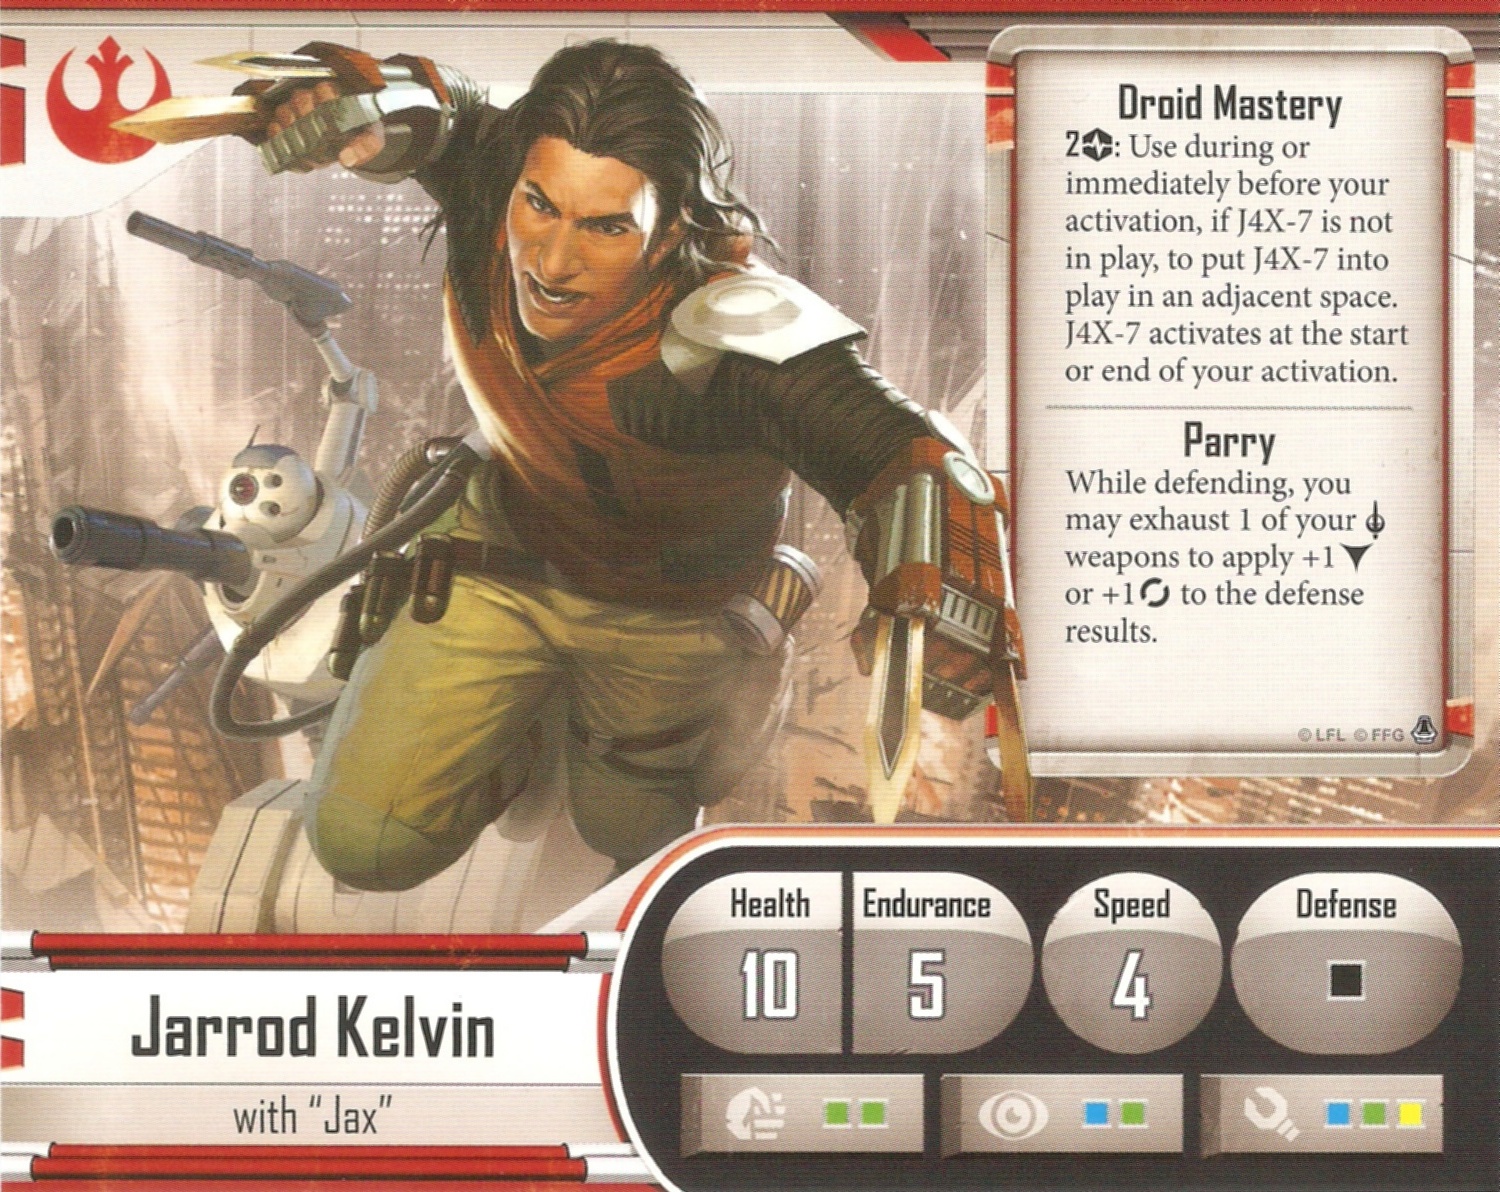 Droid Mastery
2: Use during or
immediately before your
activation, if J4X-7 is not
in play, to put J4X-7 into
play in an adjacent space.
J4X-7 activates at the start
or end of your activation.
Parry
While defending, you
may exhaust 1 of your
weapons to apply +1
or +1 to the defense
results.
© LFL © FFG
Health
Endurance
Speed
Defense
10
5
4
Jarrod Kelvin
with “Jax”